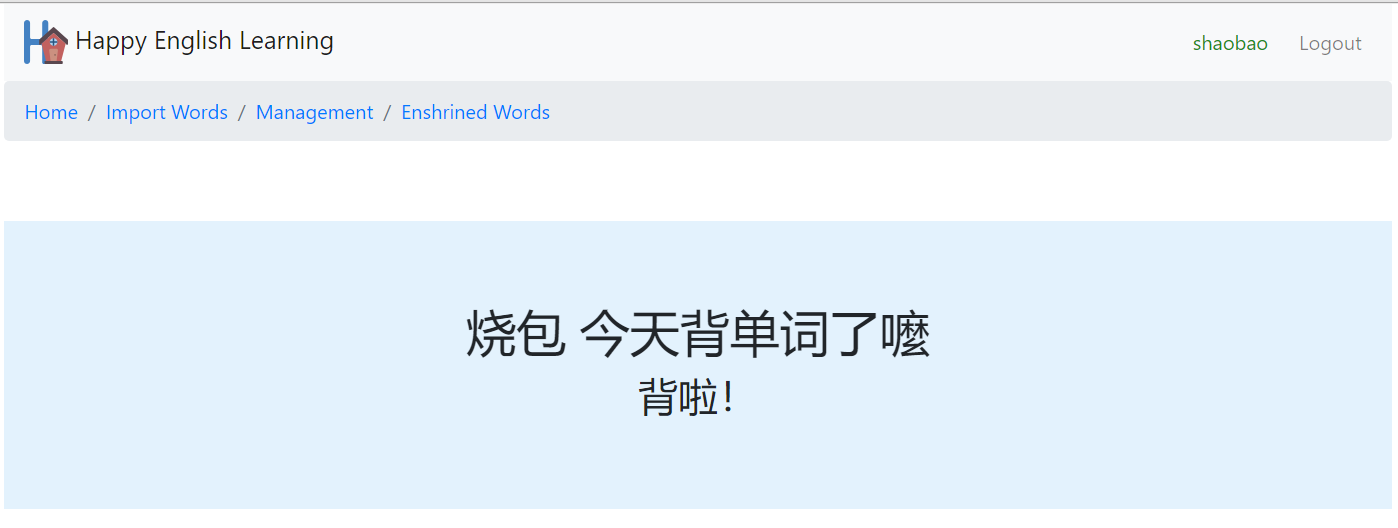 Happy English Learning shaobao Logout
Home / Import Words / Management / Enshrined Words
烧包 今天背单词了嚒
背啦！